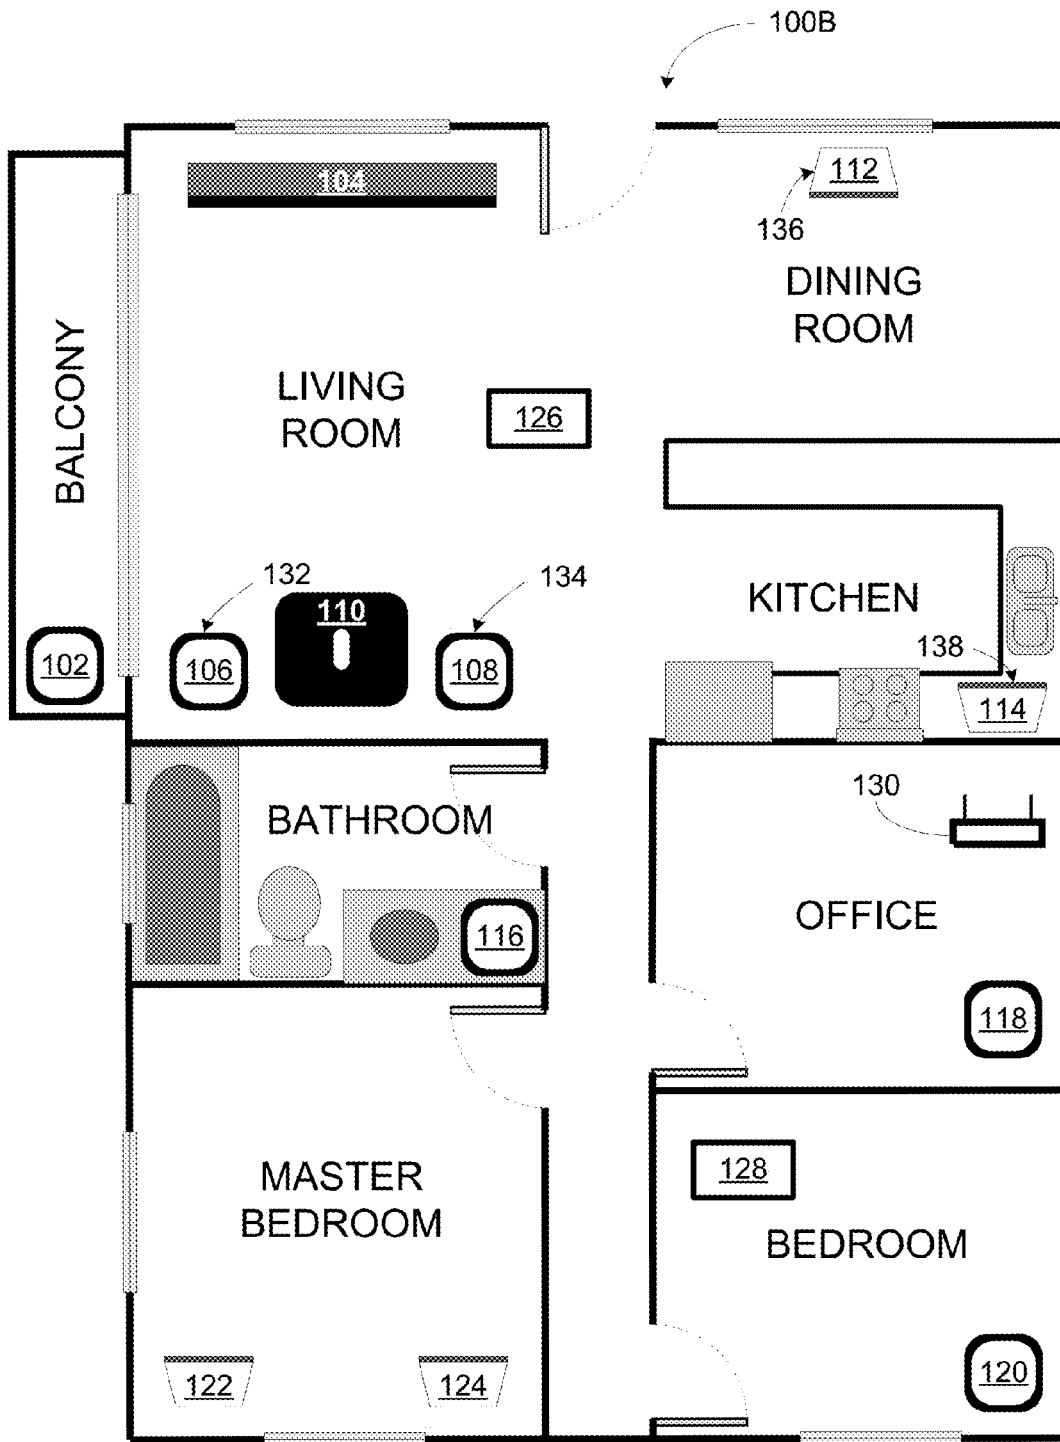 100B
104
112
136
DINING
ROOM
BALCONY
LIVING
ROOM
126
132
110
134
KITCHEN
102
106
108
138
114
BATHROOM
130
116
OFFICE
118
MASTER
BEDROOM
128
BEDROOM
122
124
120